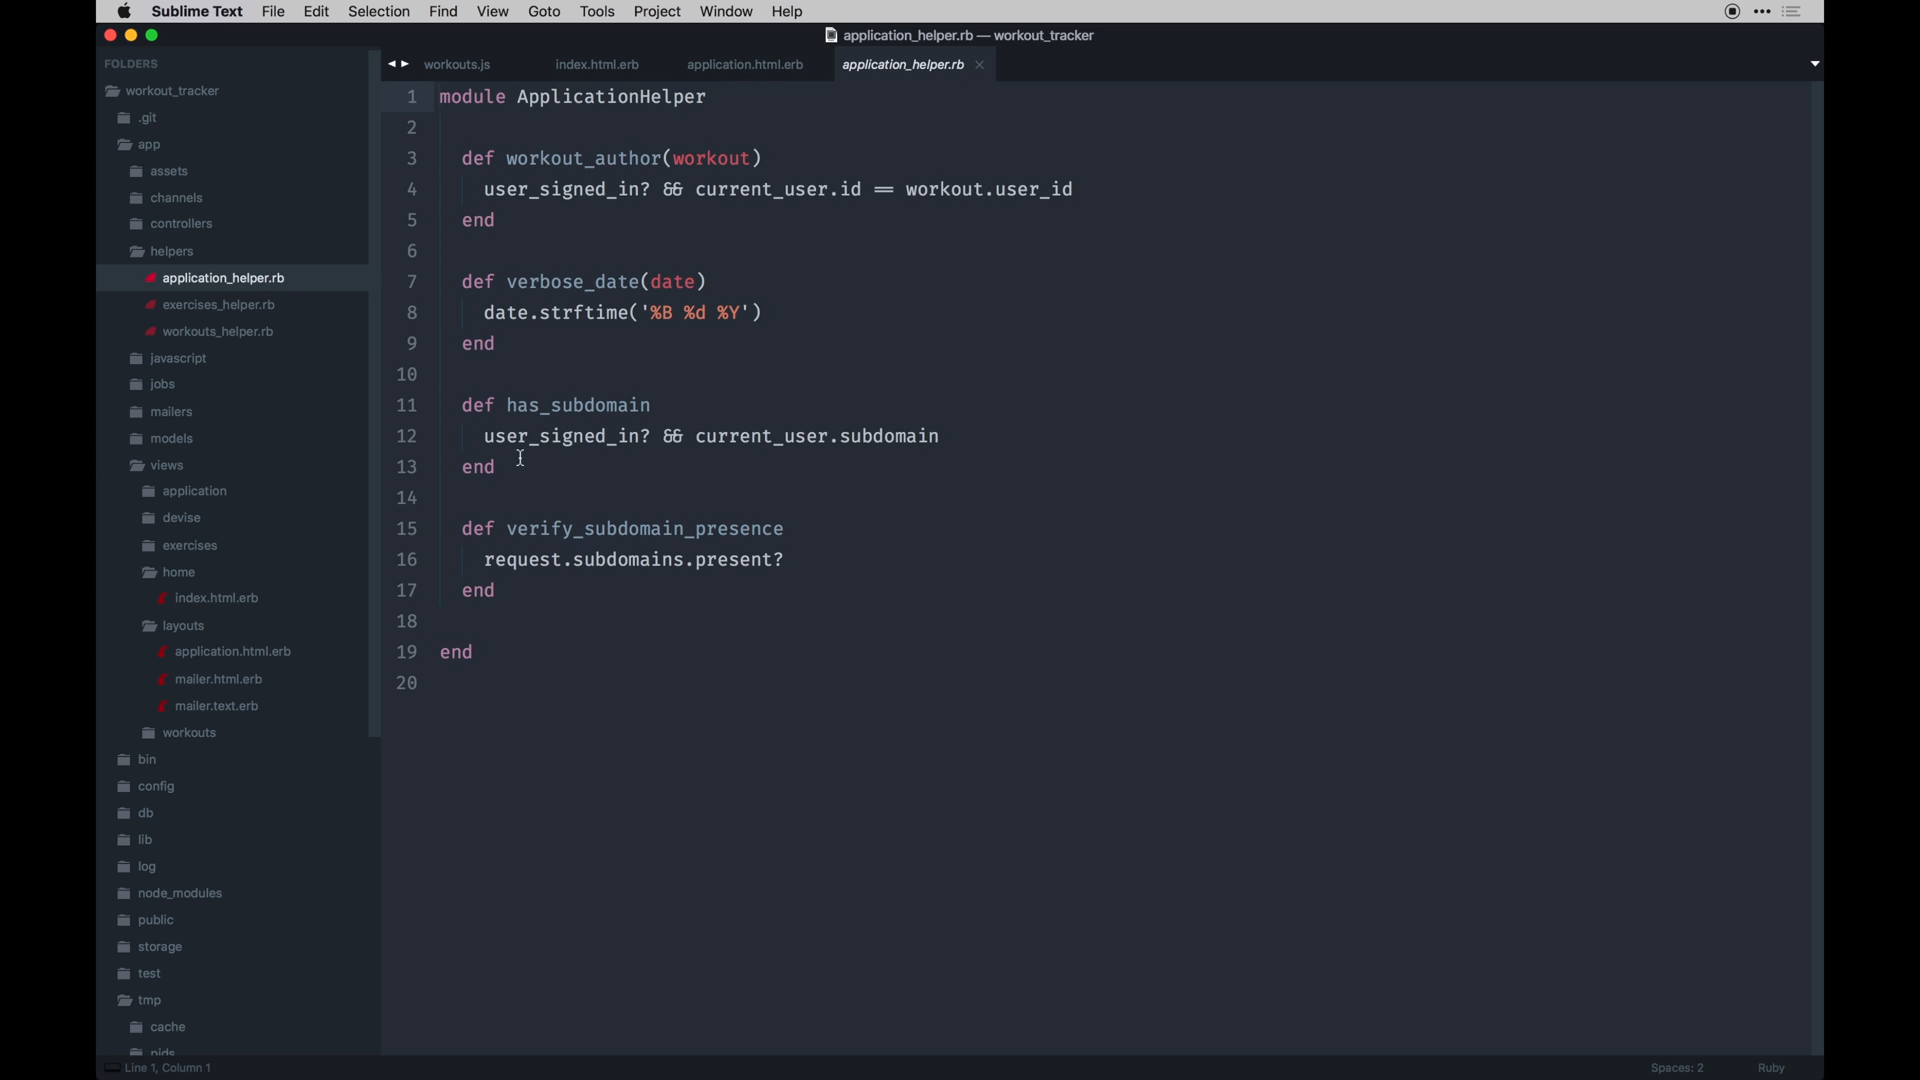 Sublime Text File Edit Selection Find View Goto Tools Project Window Help
application_helper.rb — workout_tracker
FOLDERS
workout_tracker
.git
app
assets
channels
controllers
helpers
application_helper.rb
exercises_helper.rb
workouts_helper.rb
javascript
jobs
mailers
models
views
application
devise
exercises
home
index.html.erb
layouts
application.html.erb
mailer.html.erb
mailer.text.erb
workouts
bin
config
db
lib
log
node_modules
public
storage
test
tmp
cache
pids
workouts.js index.html.erb application.html.erb application_helper.rb
1 module ApplicationHelper
2
3 def workout_author(workout)
4 user_signed_in? && current_user.id == workout.user_id
5 end
6
7 def verbose_date(date)
8 date.strftime('%B %d %Y')
9 end
10
11 def has_subdomain
12 user_signed_in? && current_user.subdomain
13 end
14
15 def verify_subdomain_presence
16 request.subdomains.present?
17 end
18
19 end
20
Line 1, Column 1 Spaces: 2 Ruby